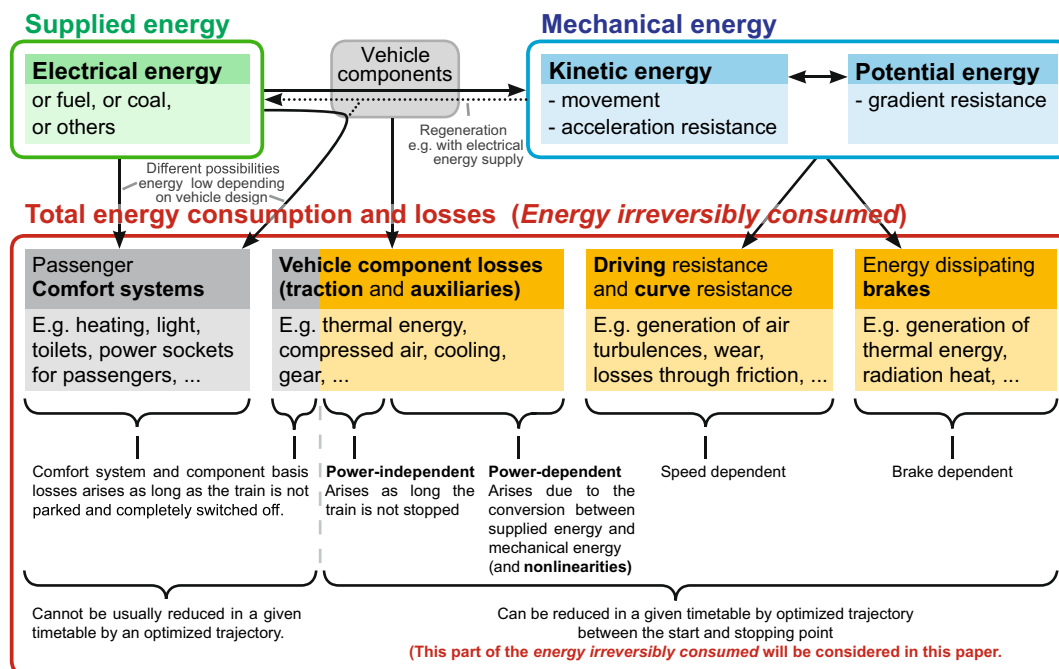 Supplied energy
Mechanical energy
Electrical energy
or fuel, or coal,
or others
Vehicle
components
Kinetic energy
- movement
- acceleration resistance
Potential energy
- gradient resistance
Regeneration
e.g. with electrical
energy supply
Different possibilities
energy low depending
on vehicle design
Total energy consumption and losses (Energy irreversibly consumed)
Passenger
Comfort systems
E.g. heating, light,
toilets, power sockets
for passengers, ...
Vehicle component losses
(traction and auxiliaries)
E.g. thermal energy,
compressed air, cooling,
gear, ...
Driving resistance
and curve resistance
E.g. generation of air
turbulences, wear,
losses through friction, ...
Energy dissipating
brakes
E.g. generation of
thermal energy,
radiation heat, ...
Comfort system and component basis
losses arises as long as the train is not
parked and completely switched off.
Power-independent
Arises as long the
train is not stopped
Power-dependent
Arises due to the
conversion between
supplied energy and
mechanical energy
(and nonlinearities)
Speed dependent
Brake dependent
Cannot be usually reduced in a given
timetable by an optimized trajectory.
Can be reduced in a given timetable by optimized trajectory
between the start and stopping point
(This part of the energy irreversibly consumed will be considered in this paper.